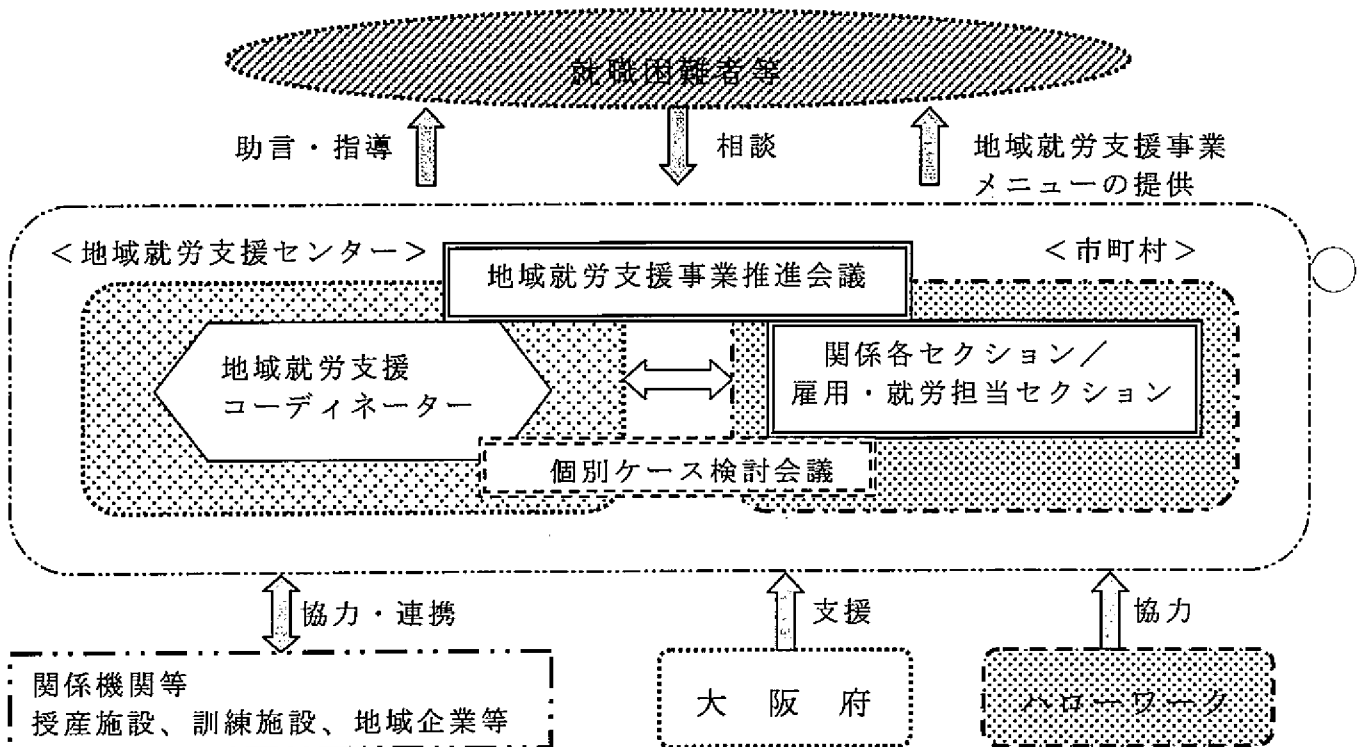 就職困難者等
助言・指導
相談
地域就労支援事業
メニューの提供
＜地域就労支援センター＞
＜市町村＞
地域就労支援事業推進会議
地域就労支援
コーディネーター
関係各セクション／
雇用・就労担当セクション
個別ケース検討会議
協力・連携
支援
協力
関係機関等
授産施設、訓練施設、地域企業等
大阪府
ハローワーク